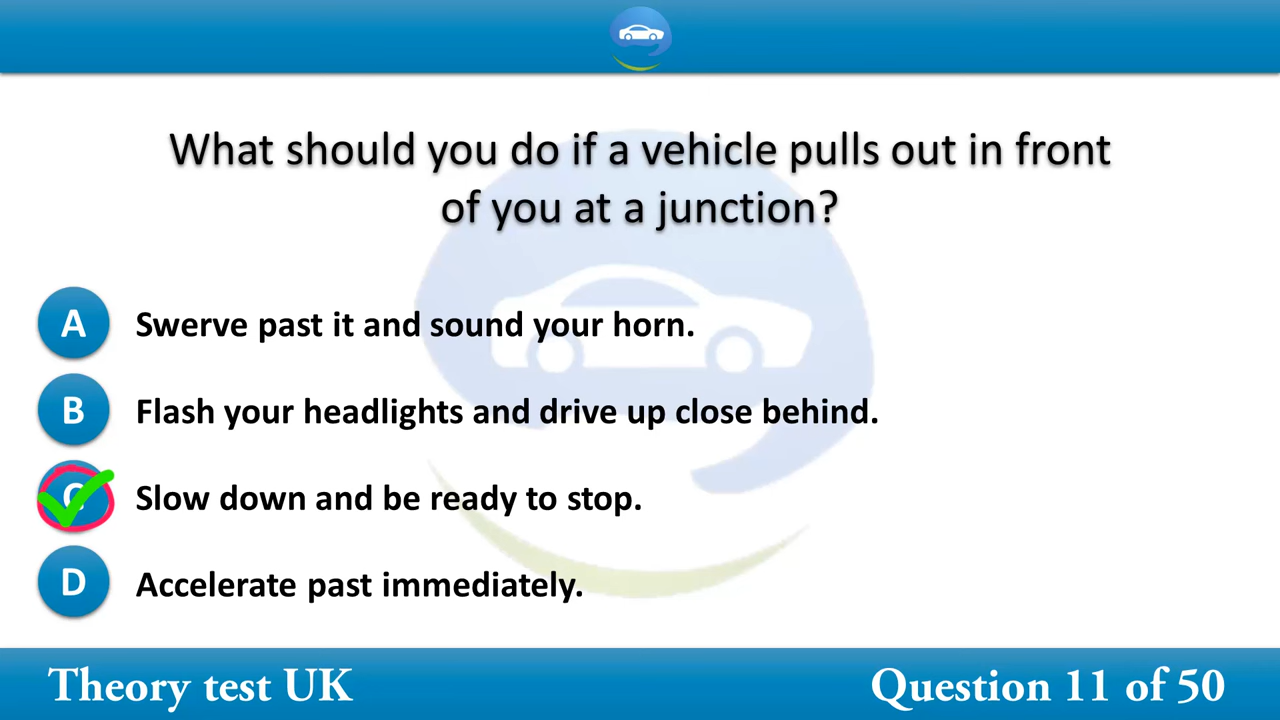 What should you do if a vehicle pulls out in front
of you at a junction?
A Swerve past it and sound your horn.
B Flash your headlights and drive up close behind.
C Slow down and be ready to stop.
D Accelerate past immediately.
Theory test UK Question 11 of 50